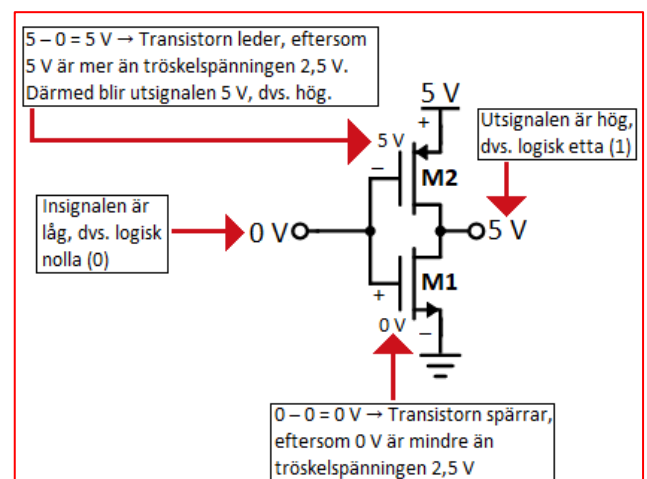 5 – 0 = 5 V → Transistorn leder, eftersom
5 V är mer än tröskelspänningen 2,5 V.
Därmed blir utsignalen 5 V, dvs. hög.
5 V
+
Utsignalen är hög,
dvs. logisk etta (1)
5 V
–
M2
Insignalen är
låg, dvs. logisk
nolla (0)
0 V
5 V
M1
+
0 V
–
0 – 0 = 0 V → Transistorn spärrar,
eftersom 0 V är mindre än
tröskelspänningen 2,5 V